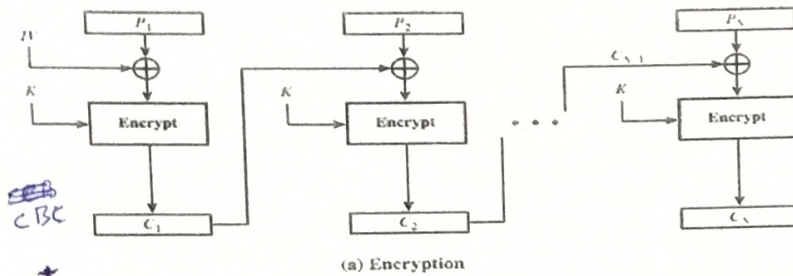 P1
P2
PN
IV
CN-1
K
K
K
Encrypt
Encrypt
Encrypt
CBC
C1
C2
CN
(a) Encryption